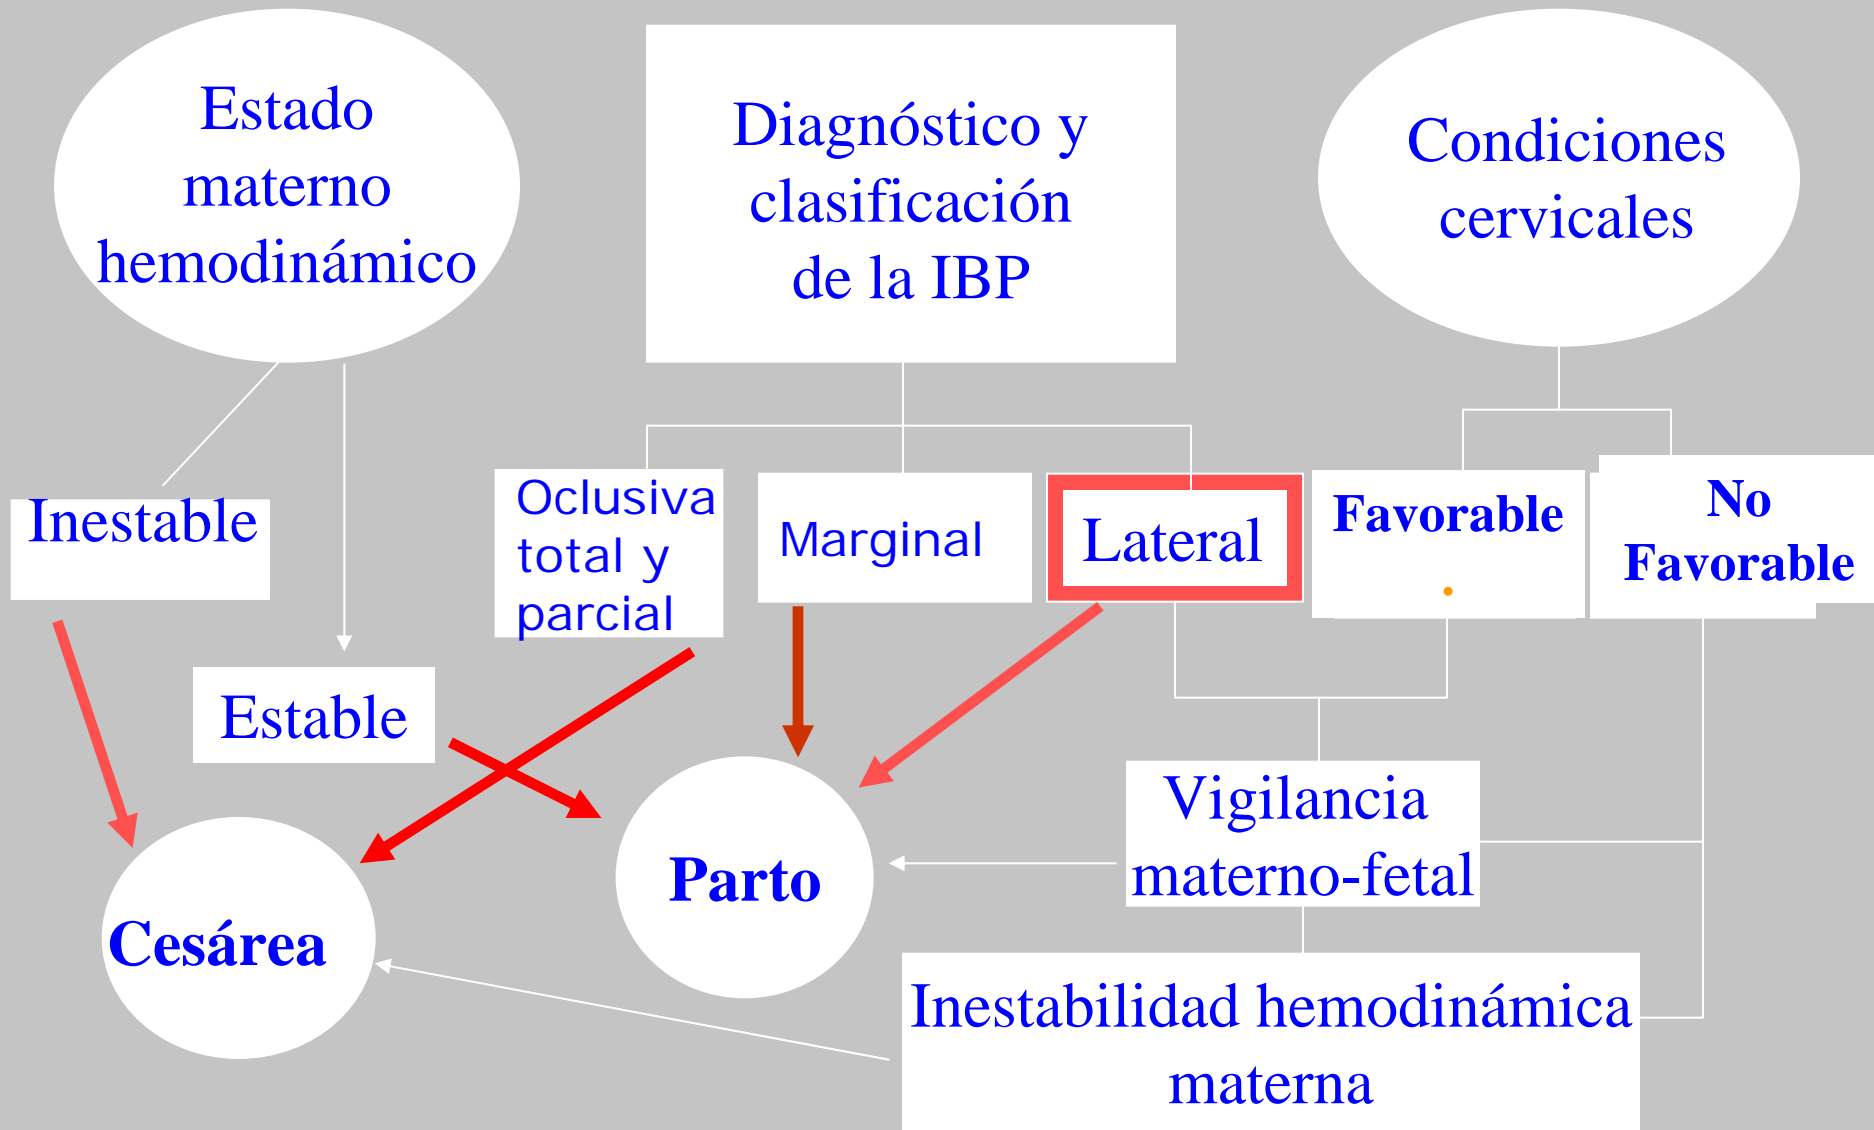 Estado
materno
hemodinámico
Diagnóstico y
clasificación
de la IBP
Condiciones
cervicales
Inestable
Oclusiva
total y
parcial
Marginal
Lateral
Favorable
.
No
Favorable
Estable
Vigilancia
materno-fetal
Parto
Cesárea
Inestabilidad hemodinámica
materna